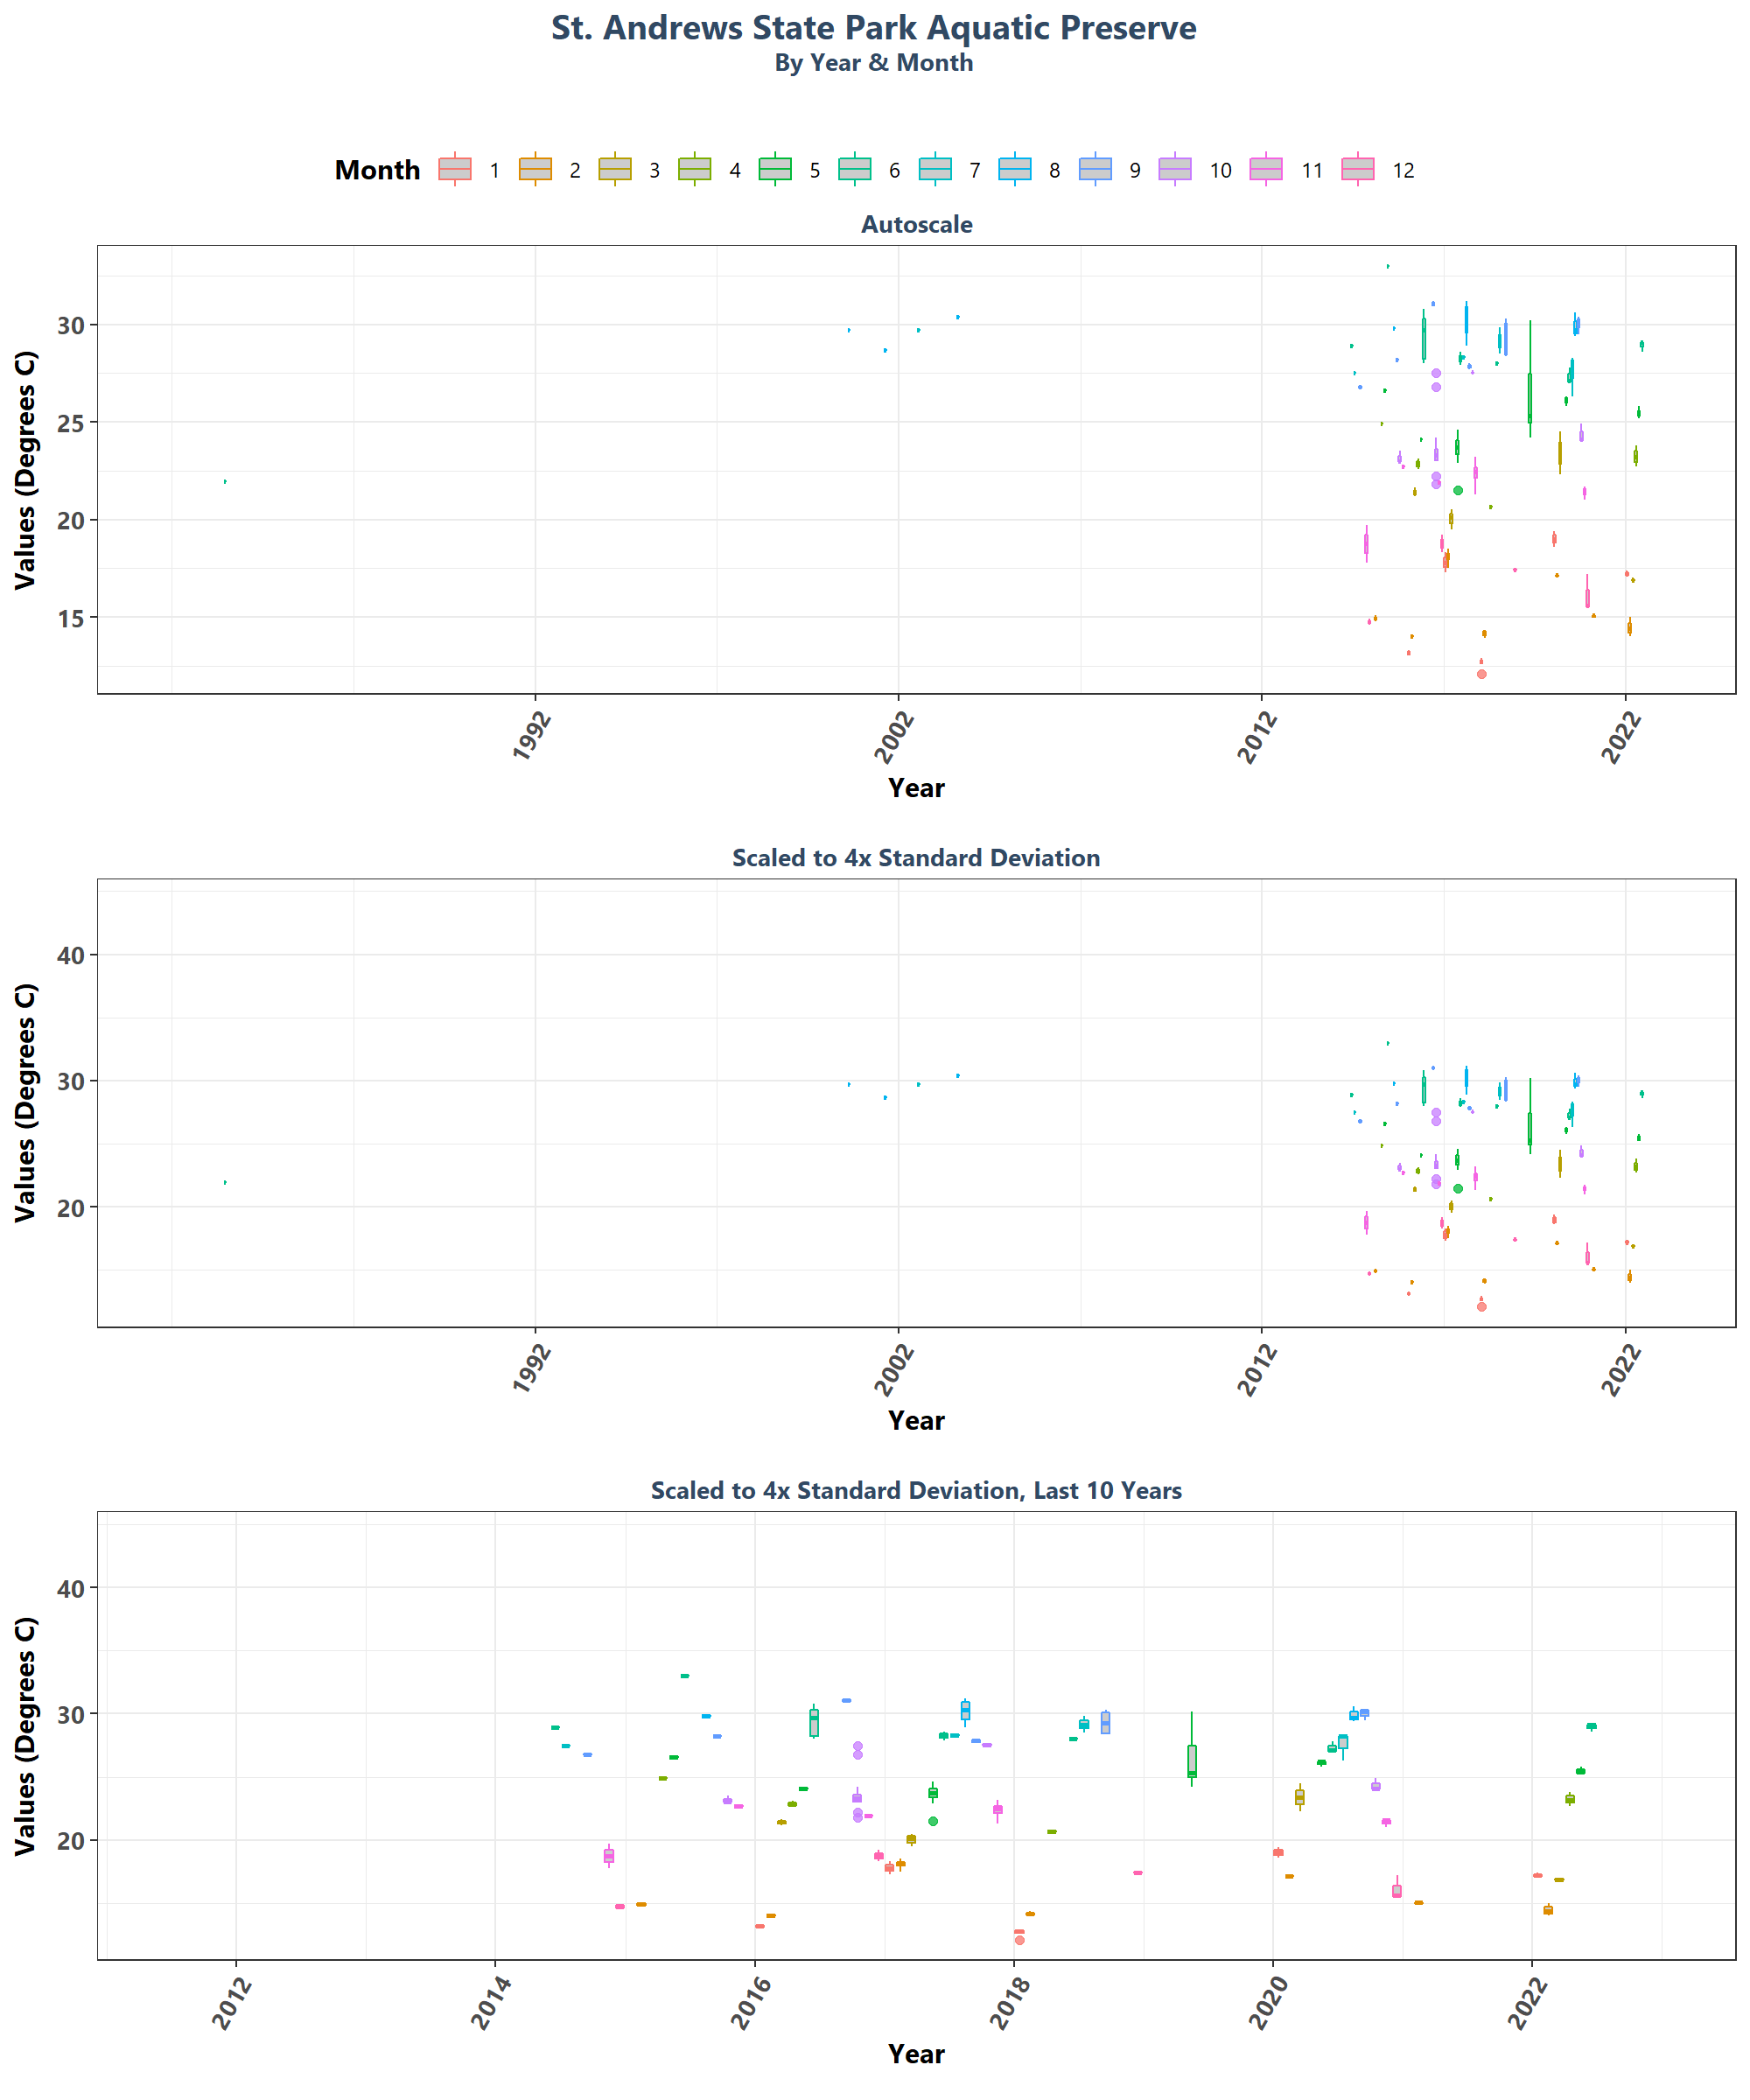 St. Andrews State Park Aquatic Preserve
By Year & Month
Month 1 2 3 4 5 6 7 8 9 10 11 12
Autoscale
Values (Degrees C)
30
25
20
15
1992 2002 2012 2022
Year
Scaled to 4x Standard Deviation
Values (Degrees C)
40
30
20
1992 2002 2012 2022
Year
Scaled to 4x Standard Deviation, Last 10 Years
Values (Degrees C)
40
30
20
2012 2014 2016 2018 2020 2022
Year